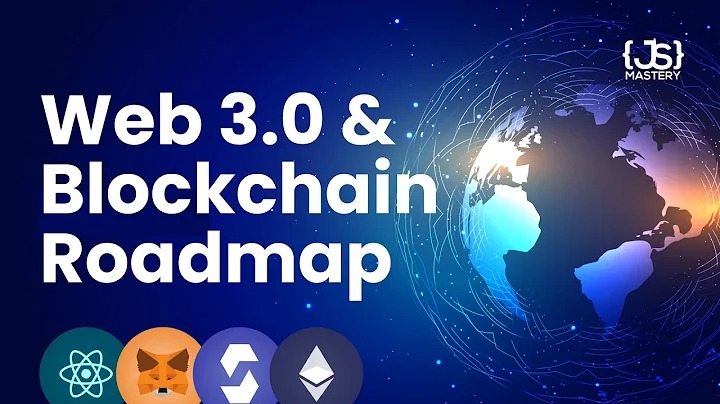 Web 3.0 &
Blockchain
Roadmap
{JS}
MASTERY